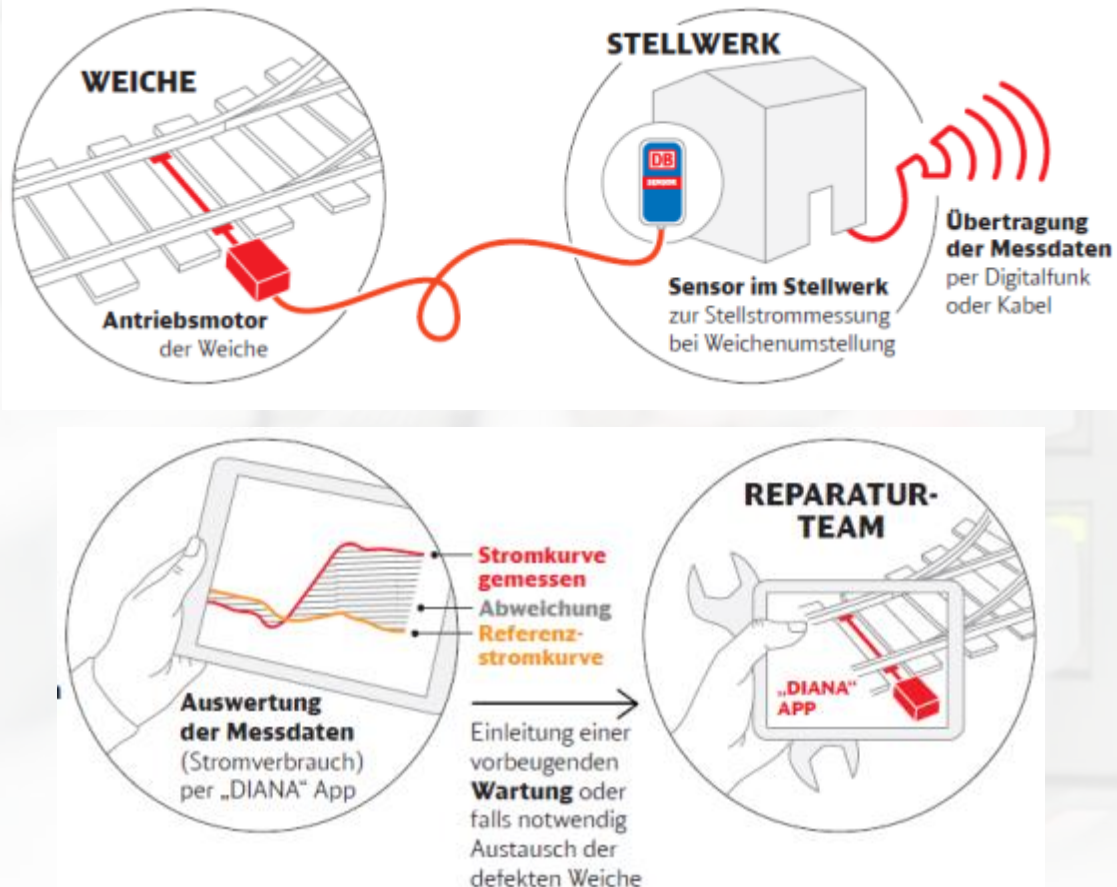 WEICHE
Antriebsmotor
der Weiche
STELLWERK
DB
SENSOR
Sensor im Stellwerk
zur Stellstrommessung
bei Weichenumstellung
Übertragung
der Messdaten
per Digitalfunk
oder Kabel
Auswertung
der Messdaten
(Stromverbrauch)
per „DIANA“ App
Stromkurve
gemessen
Abweichung
Referenz-
stromkurve
Einleitung einer
vorbeugenden
Wartung oder
falls notwendig
Austausch der
defekten Weiche
REPARATUR-
TEAM
„DIANA“
APP